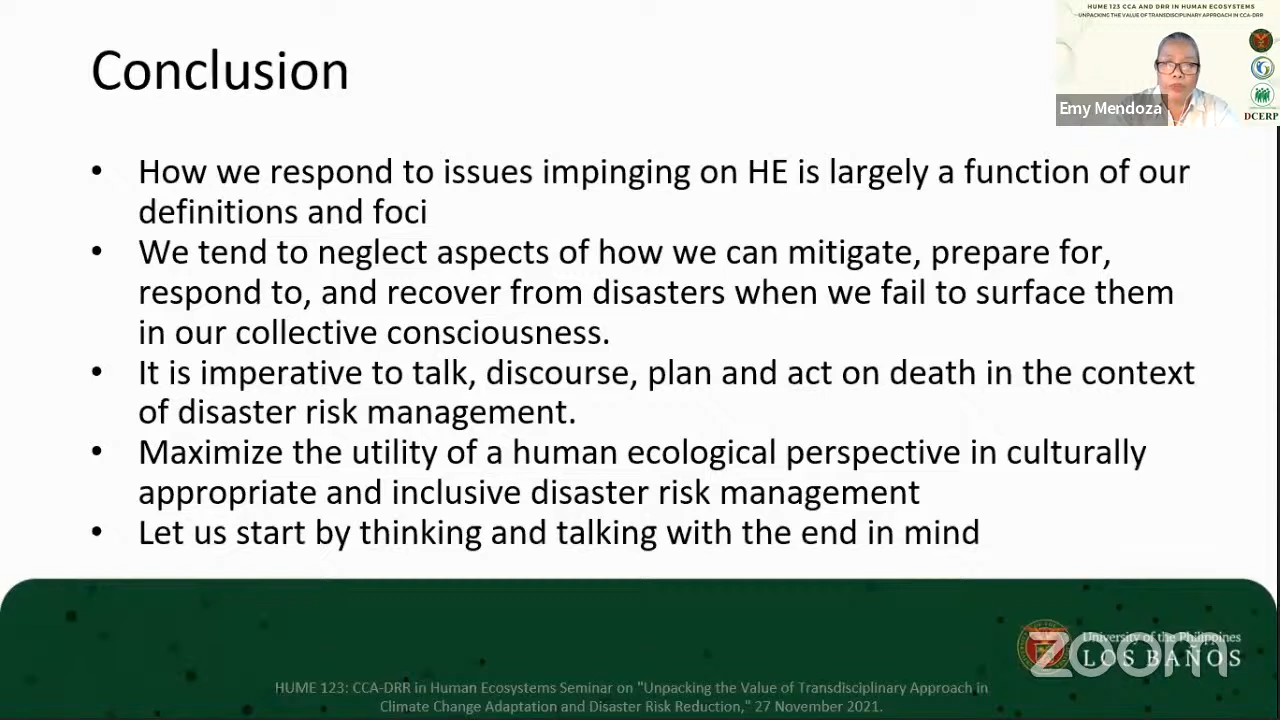 HUME 123 CCA AND DRR IN HUMAN ECOSYSTEMS
"UNPACKING THE VALUE OF TRANSDISCIPLINARY APPROACH IN CCA-DRR
Emy Mendoza
DCERP
Conclusion
• How we respond to issues impinging on HE is largely a function of our
definitions and foci
• We tend to neglect aspects of how we can mitigate, prepare for,
respond to, and recover from disasters when we fail to surface them
in our collective consciousness.
• It is imperative to talk, discourse, plan and act on death in the context
of disaster risk management.
• Maximize the utility of a human ecological perspective in culturally
appropriate and inclusive disaster risk management
• Let us start by thinking and talking with the end in mind
University of the Philippines
LOS BAÑOS
zoom
HUME 123: CCA-DRR in Human Ecosystems Seminar on "Unpacking the Value of Transdisciplinary Approach in
Climate Change Adaptation and Disaster Risk Reduction," 27 November 2021.